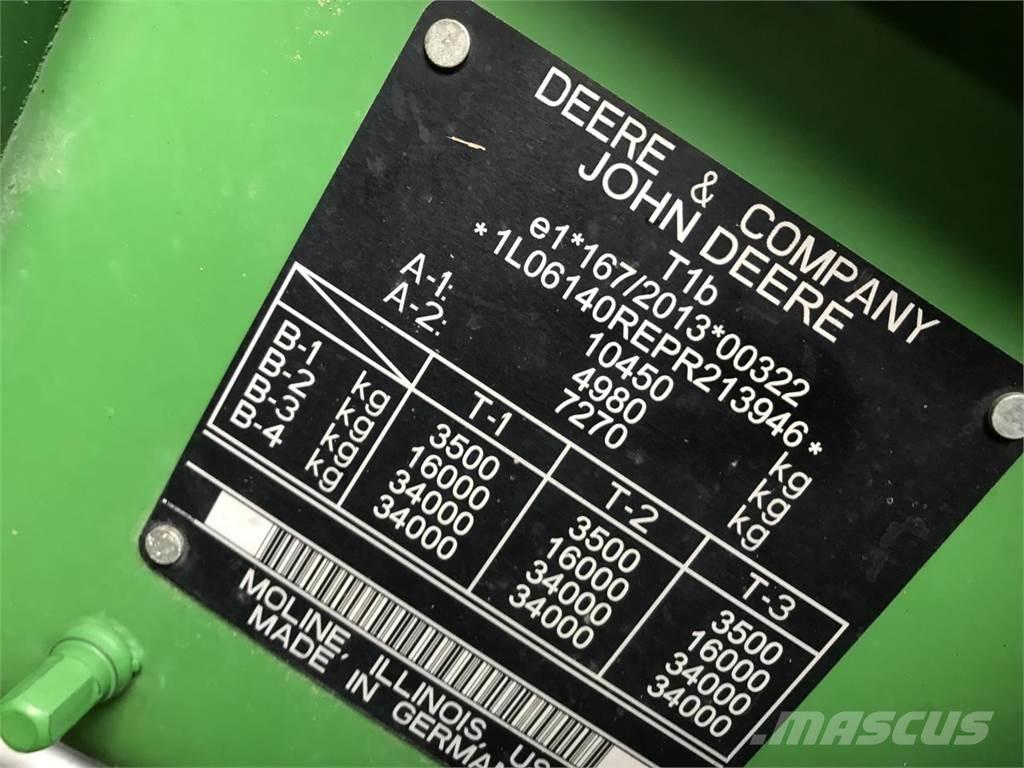 DEERE & COMPANY
JOHN DEERE
T1b
e1*167/2013*00322
*1L06140REPR213946*
10450 kg
A-1: 4980 kg
A-2: 7270 kg
T-1 T-2 T-3
B-1 kg 3500 3500 3500
B-2 kg 16000 16000 16000
B-3 kg 34000 34000 34000
B-4 kg 34000 34000 34000
MOLINE, ILLINOIS, US
MADE IN GERMAN
MASCUS